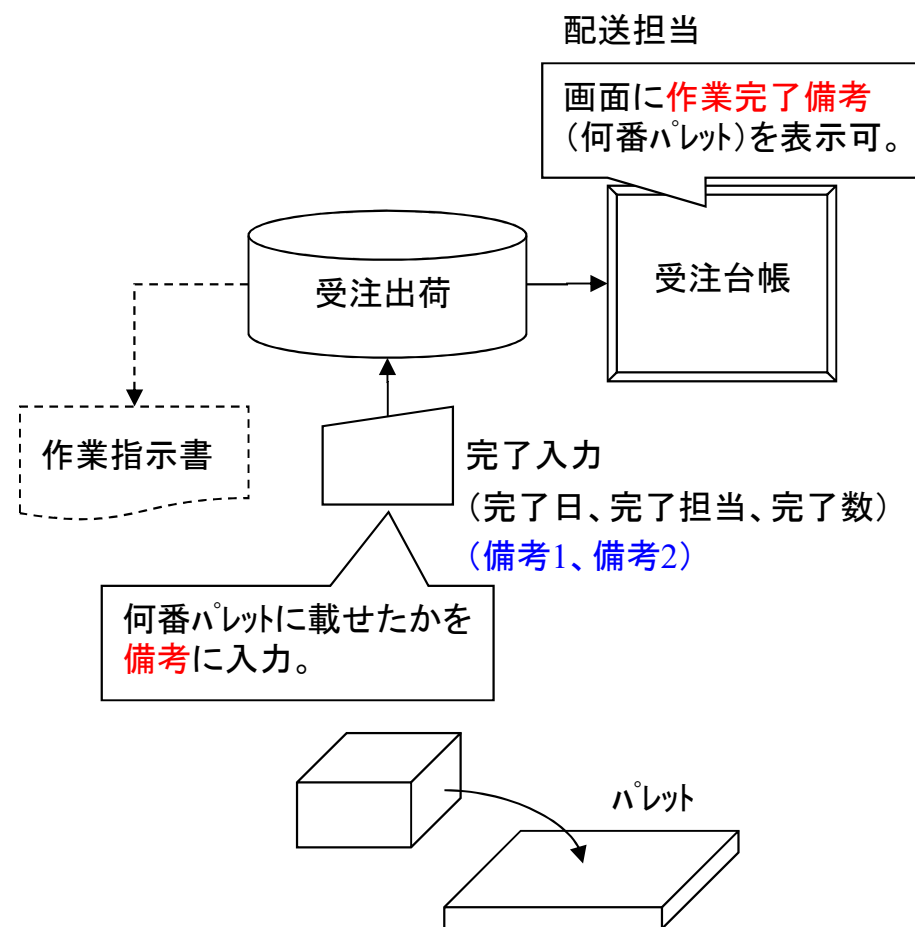 配送担当
画面に作業完了備考
(何番パレット)を表示可。
受注出荷
受注台帳
作業指示書
完了入力
(完了日、完了担当、完了数)
(備考1、備考2)
何番パレットに載せたかを
備考に入力。
パレット